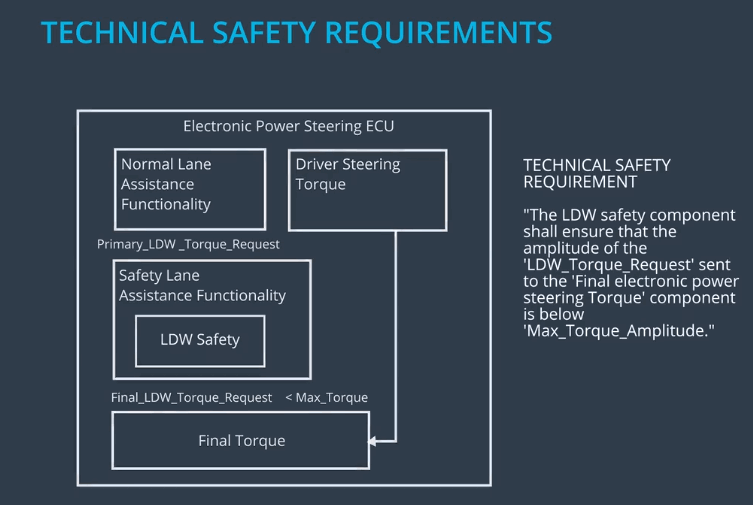 TECHNICAL SAFETY REQUIREMENTS
Electronic Power Steering ECU
Normal Lane
Assistance
Functionality
Driver Steering
Torque
Primary_LDW _Torque_Request
Safety Lane
Assistance Functionality
LDW Safety
Final_LDW_Torque_Request < Max_Torque
Final Torque
TECHNICAL SAFETY
REQUIREMENT
"The LDW safety component
shall ensure that the
amplitude of the
'LDW_Torque_Request' sent
to the 'Final electronic power
steering Torque' component
is below
'Max_Torque_Amplitude."